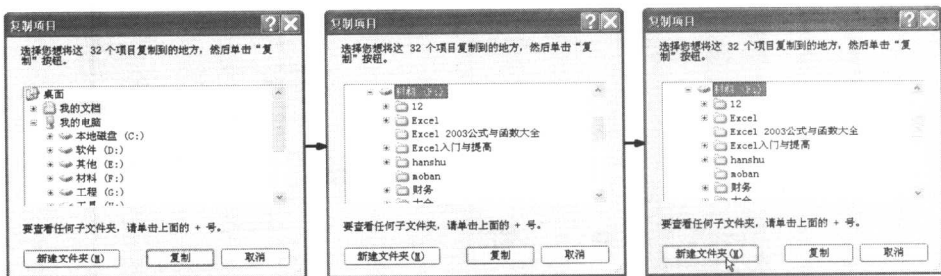 复制项目
选择您想将这 32 个项目复制到的地方，然后单击“复
制”按钮。
桌面
我的文档
我的电脑
本地磁盘 (C:)
软件 (D:)
其他 (E:)
材料 (F:)
工程 (G:)
工具 (H:)
要查看任何子文件夹，请单击上面的 + 号。
新建文件夹(M) 复制 取消
复制项目
选择您想将这 32 个项目复制到的地方，然后单击“复
制”按钮。
材料 (F:)
12
Excel
Excel 2003公式与函数大全
Excel入门与提高
hanshu
moban
财务
大全
要查看任何子文件夹，请单击上面的 + 号。
新建文件夹(M) 复制 取消
复制项目
选择您想将这 32 个项目复制到的地方，然后单击“复
制”按钮。
材料 (F:)
12
Excel
Excel 2003公式与函数大全
Excel入门与提高
hanshu
moban
财务
大全
要查看任何子文件夹，请单击上面的 + 号。
新建文件夹(M) 复制 取消